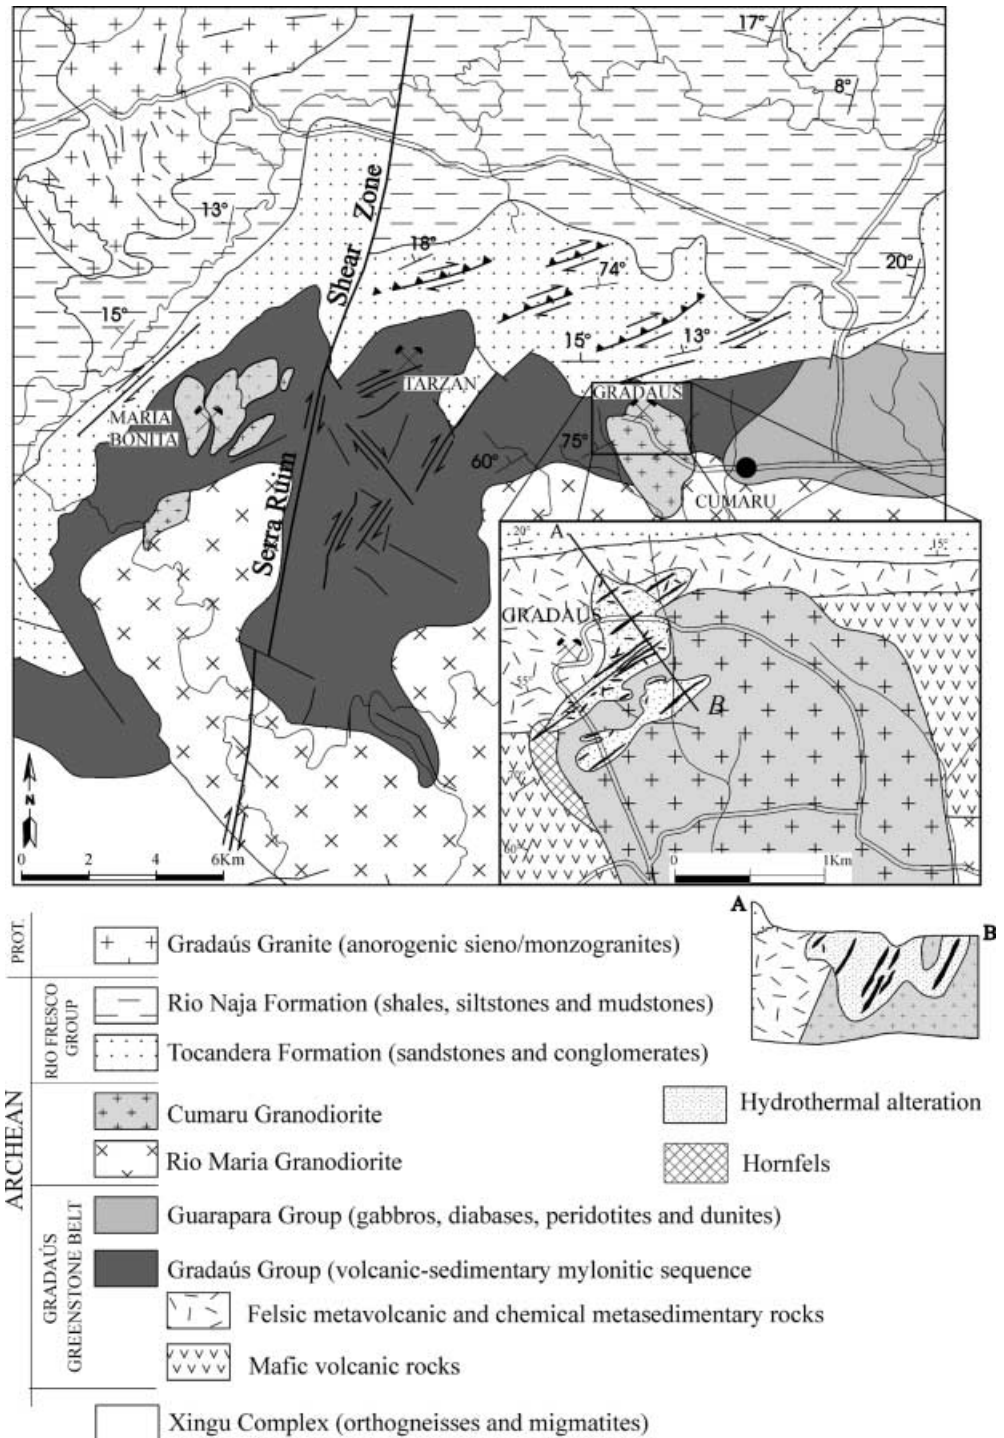 17°
8°
13°
Shear Zone
18°
74°
20°
15°
15°
13°
TARZAN
GRADAUS
MARIA
BONITA
75°
60°
CUMARU
Serra Ruim
20°
A
15°
GRADAÚS
55°
B
70°
60°
N
0 2 4 6Km
0 1Km
A
B
PROT.
Gradaús Granite (anorogenic sieno/monzogranites)
RIO FRESCO
GROUP
Rio Naja Formation (shales, siltstones and mudstones)
Tocandera Formation (sandstones and conglomerates)
ARCHEAN
Cumaru Granodiorite
Hydrothermal alteration
Rio Maria Granodiorite
Hornfels
GRADAÚS
GREENSTONE BELT
Guarapara Group (gabbros, diabases, peridotites and dunites)
Gradaús Group (volcanic-sedimentary mylonitic sequence
Felsic metavolcanic and chemical metasedimentary rocks
Mafic volcanic rocks
Xingu Complex (orthogneisses and migmatites)